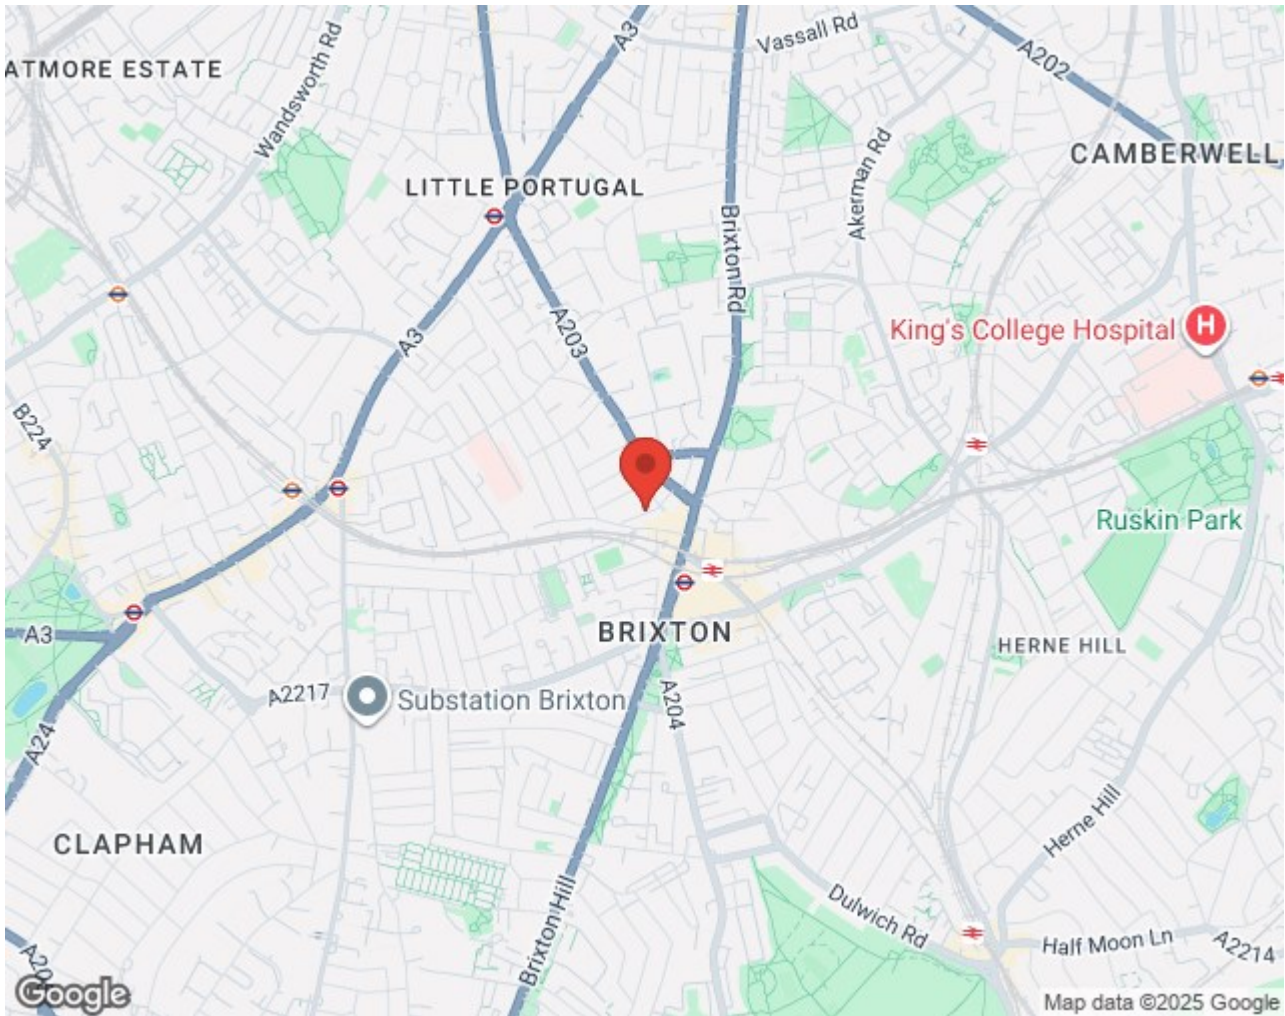 Vassall Rd
A3
A202
ATMORE ESTATE
Wandsworth Rd
CAMBERWELL
LITTLE PORTUGAL
Akerman Rd
Brixton Rd
King's College Hospital
H
A203
A3
B224
Ruskin Park
BRIXTON
A3
HERNE HILL
A2217
Substation Brixton
A204
A24
Herne Hill
CLAPHAM
Brixton Hill
Dulwich Rd
Half Moon Ln
A2214
Google
Map data ©2025 Google